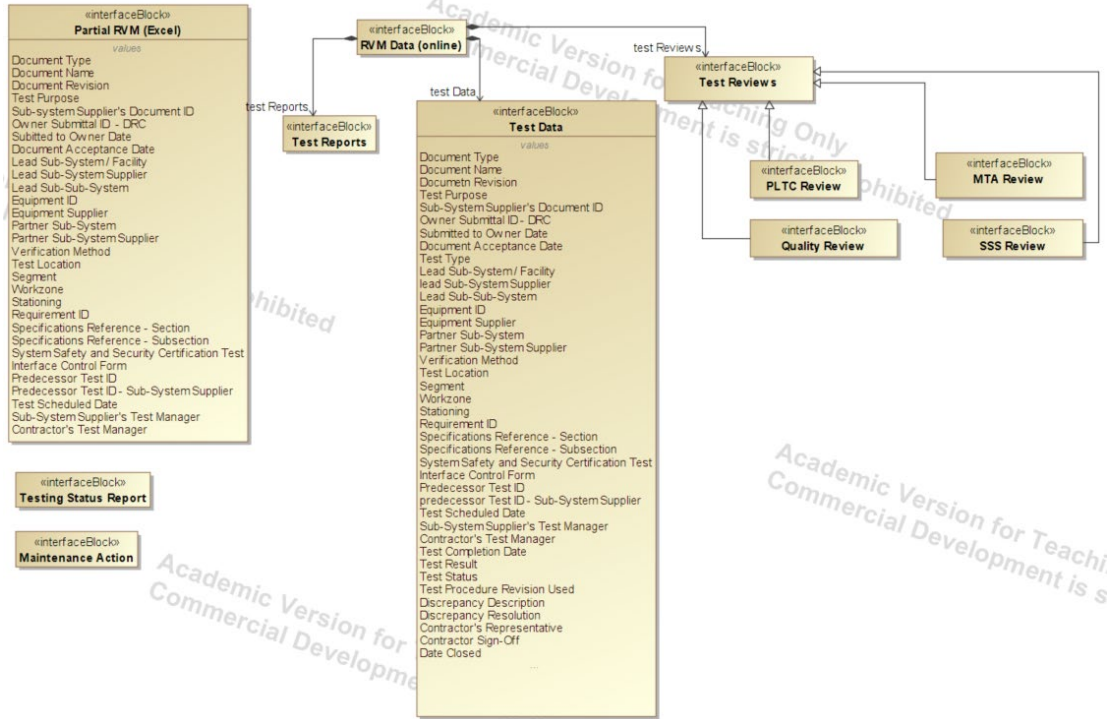 «interfaceBlock»
Partial RVM (Excel)
values
Document Type
Document Name
Document Revision
Test Purpose
Sub-system Supplier's Document ID
Owner Submittal ID - DRC
Subitted to Owner Date
Document Acceptance Date
Lead Sub-System / Facility
Lead Sub-System Supplier
Lead Sub-Sub-System
Equipment ID
Equipment Supplier
Partner Sub-System
Partner Sub-System Supplier
Verification Method
Test Location
Segment
Workzone
Stationing
Requirement ID
Specifications Reference - Section
Specifications Reference - Subsection
System Safety and Security Certification Test
Interface Control Form
Predecessor Test ID
Predecessor Test ID - Sub-System Supplier
Test Scheduled Date
Sub-System Supplier's Test Manager
Contractor's Test Manager
«interfaceBlock»
Testing Status Report
«interfaceBlock»
Maintenance Action
«interfaceBlock»
RVM Data (online)
test Reports
test Data
test Reviews
«interfaceBlock»
Test Reports
«interfaceBlock»
Test Data
values
Document Type
Document Name
Documetn Revision
Test Purpose
Sub-System Supplier's Document ID
Owner Submittal ID - DRC
Submitted to Owner Date
Document Acceptance Date
Test Type
Lead Sub-System / Facility
lead Sub-System Supplier
Lead Sub-Sub-System
Equipment ID
Equipment Supplier
Partner Sub-System
Partner Sub-System Supplier
Verification Method
Test Location
Segment
Workzone
Stationing
Requirement ID
Specifications Reference - Section
Specifications Reference - Subsection
System Safety and Security Certification Test
Interface Control Form
Predecessor Test ID
predecessor Test ID - Sub-System Supplier
Test Scheduled Date
Sub-System Supplier's Test Manager
Contractor's Test Manager
Test Completion Date
Test Result
Test Status
Test Procedure Revision Used
Discrepancy Description
Discrepancy Resolution
Contractor's Representative
Contractor Sign-Off
Date Closed
...
«interfaceBlock»
Test Reviews
«interfaceBlock»
PLTC Review
«interfaceBlock»
MTA Review
«interfaceBlock»
Quality Review
«interfaceBlock»
SSS Review
Academic Version for Teaching Only
Commercial Development is strictly prohibited
hibited
Academic Version for
Commercial Developme
Academic Version for Teachi
Commercial Development is s